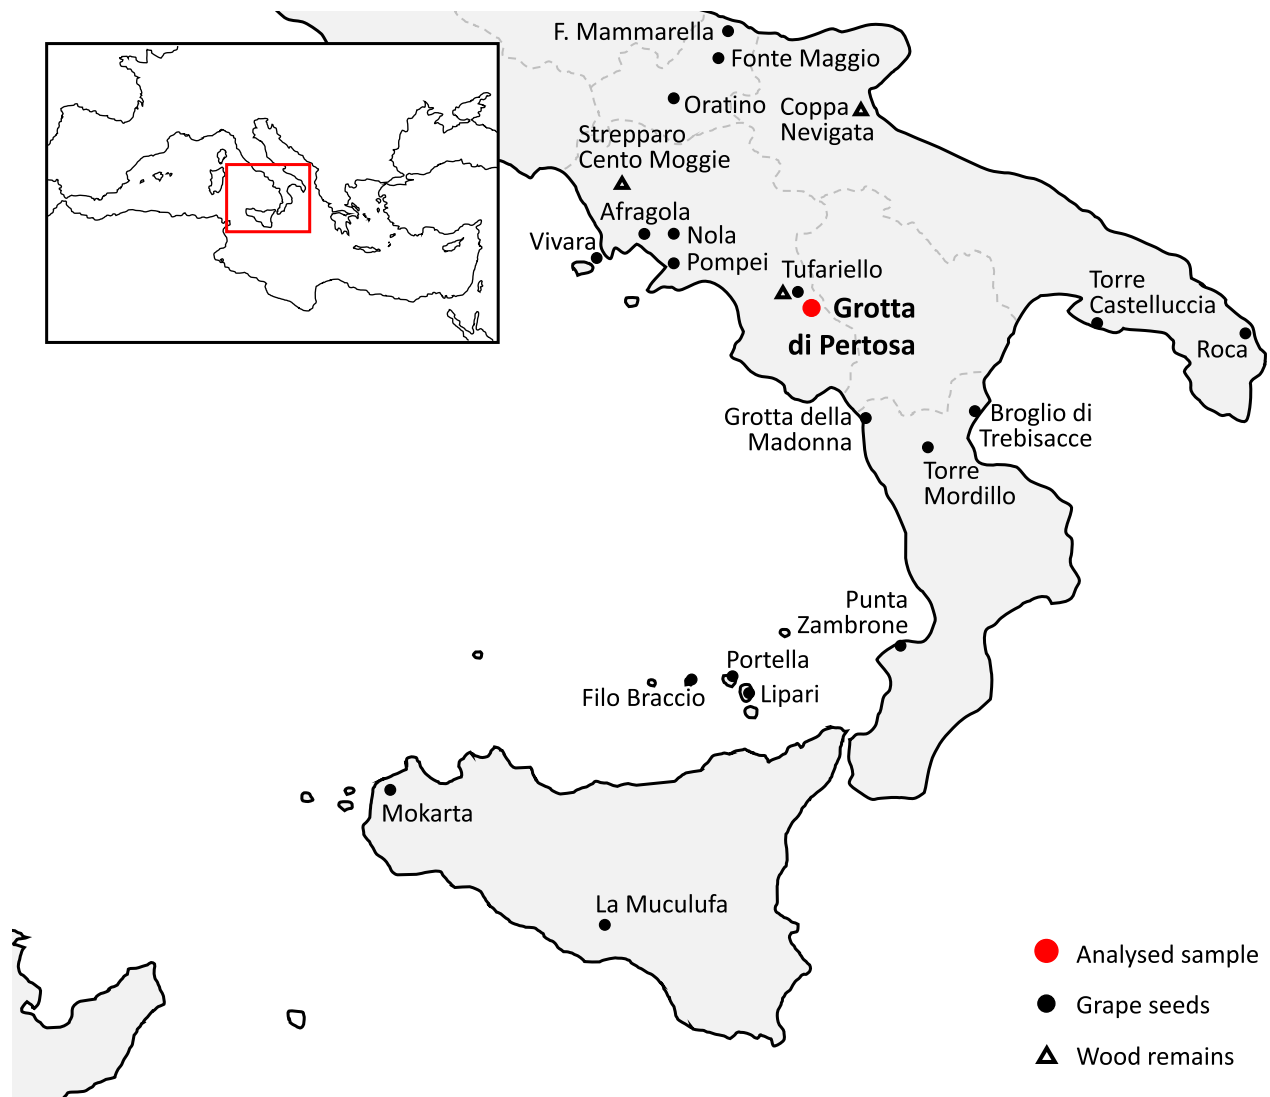 F. Mammarella
Fonte Maggio
Oratino
Coppa
Nevigata
Strepparo
Cento Moggie
Afragola
Vivara
Nola
Pompei
Tufariello
Grotta
di Pertosa
Torre
Castelluccia
Roca
Grotta della
Madonna
Broglio di
Trebisacce
Torre
Mordillo
Punta
Zambrone
Portella
Filo Braccio
Lipari
Mokarta
La Muculufa
Analysed sample
Grape seeds
Wood remains